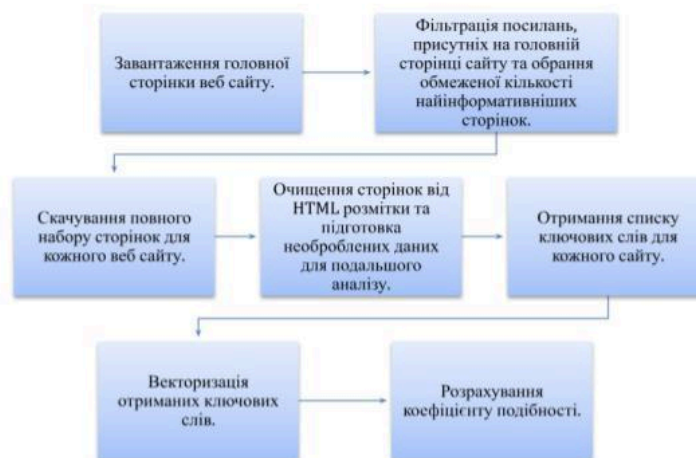 Завантаження головної
сторінки веб сайту.
Фільтрація посилань,
присутніх на головній
сторінці сайту та обрання
обмеженої кількості
найінформативніших
сторінок.
Скачування повного
набору сторінок для
кожного веб сайту.
Очищення сторінок від
HTML розмітки та
підготовка
необроблених даних
для подальшого
аналізу.
Отримання списку
ключових слів для
кожного сайту.
Векторизація
отриманих ключових
слів.
Розрахування
коефіцієнту подібності.